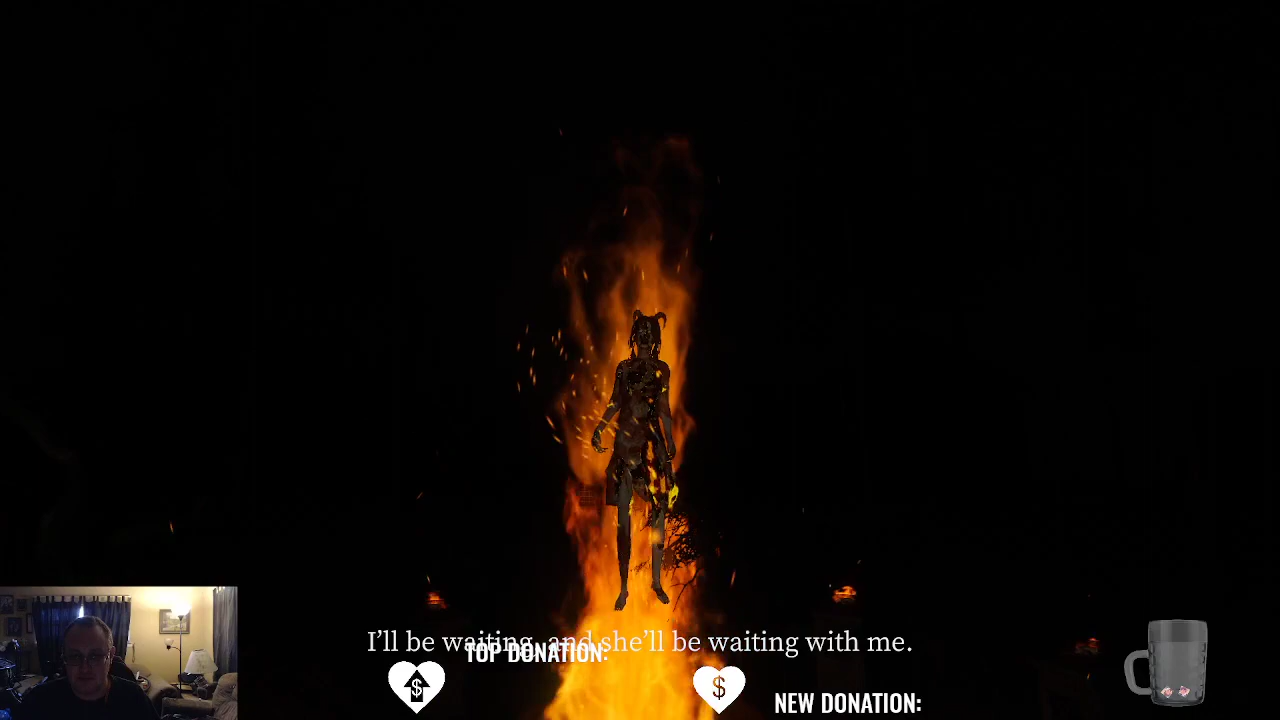 I'll be waiting, and she'll be waiting with me.
TOP DONATION:
NEW DONATION: